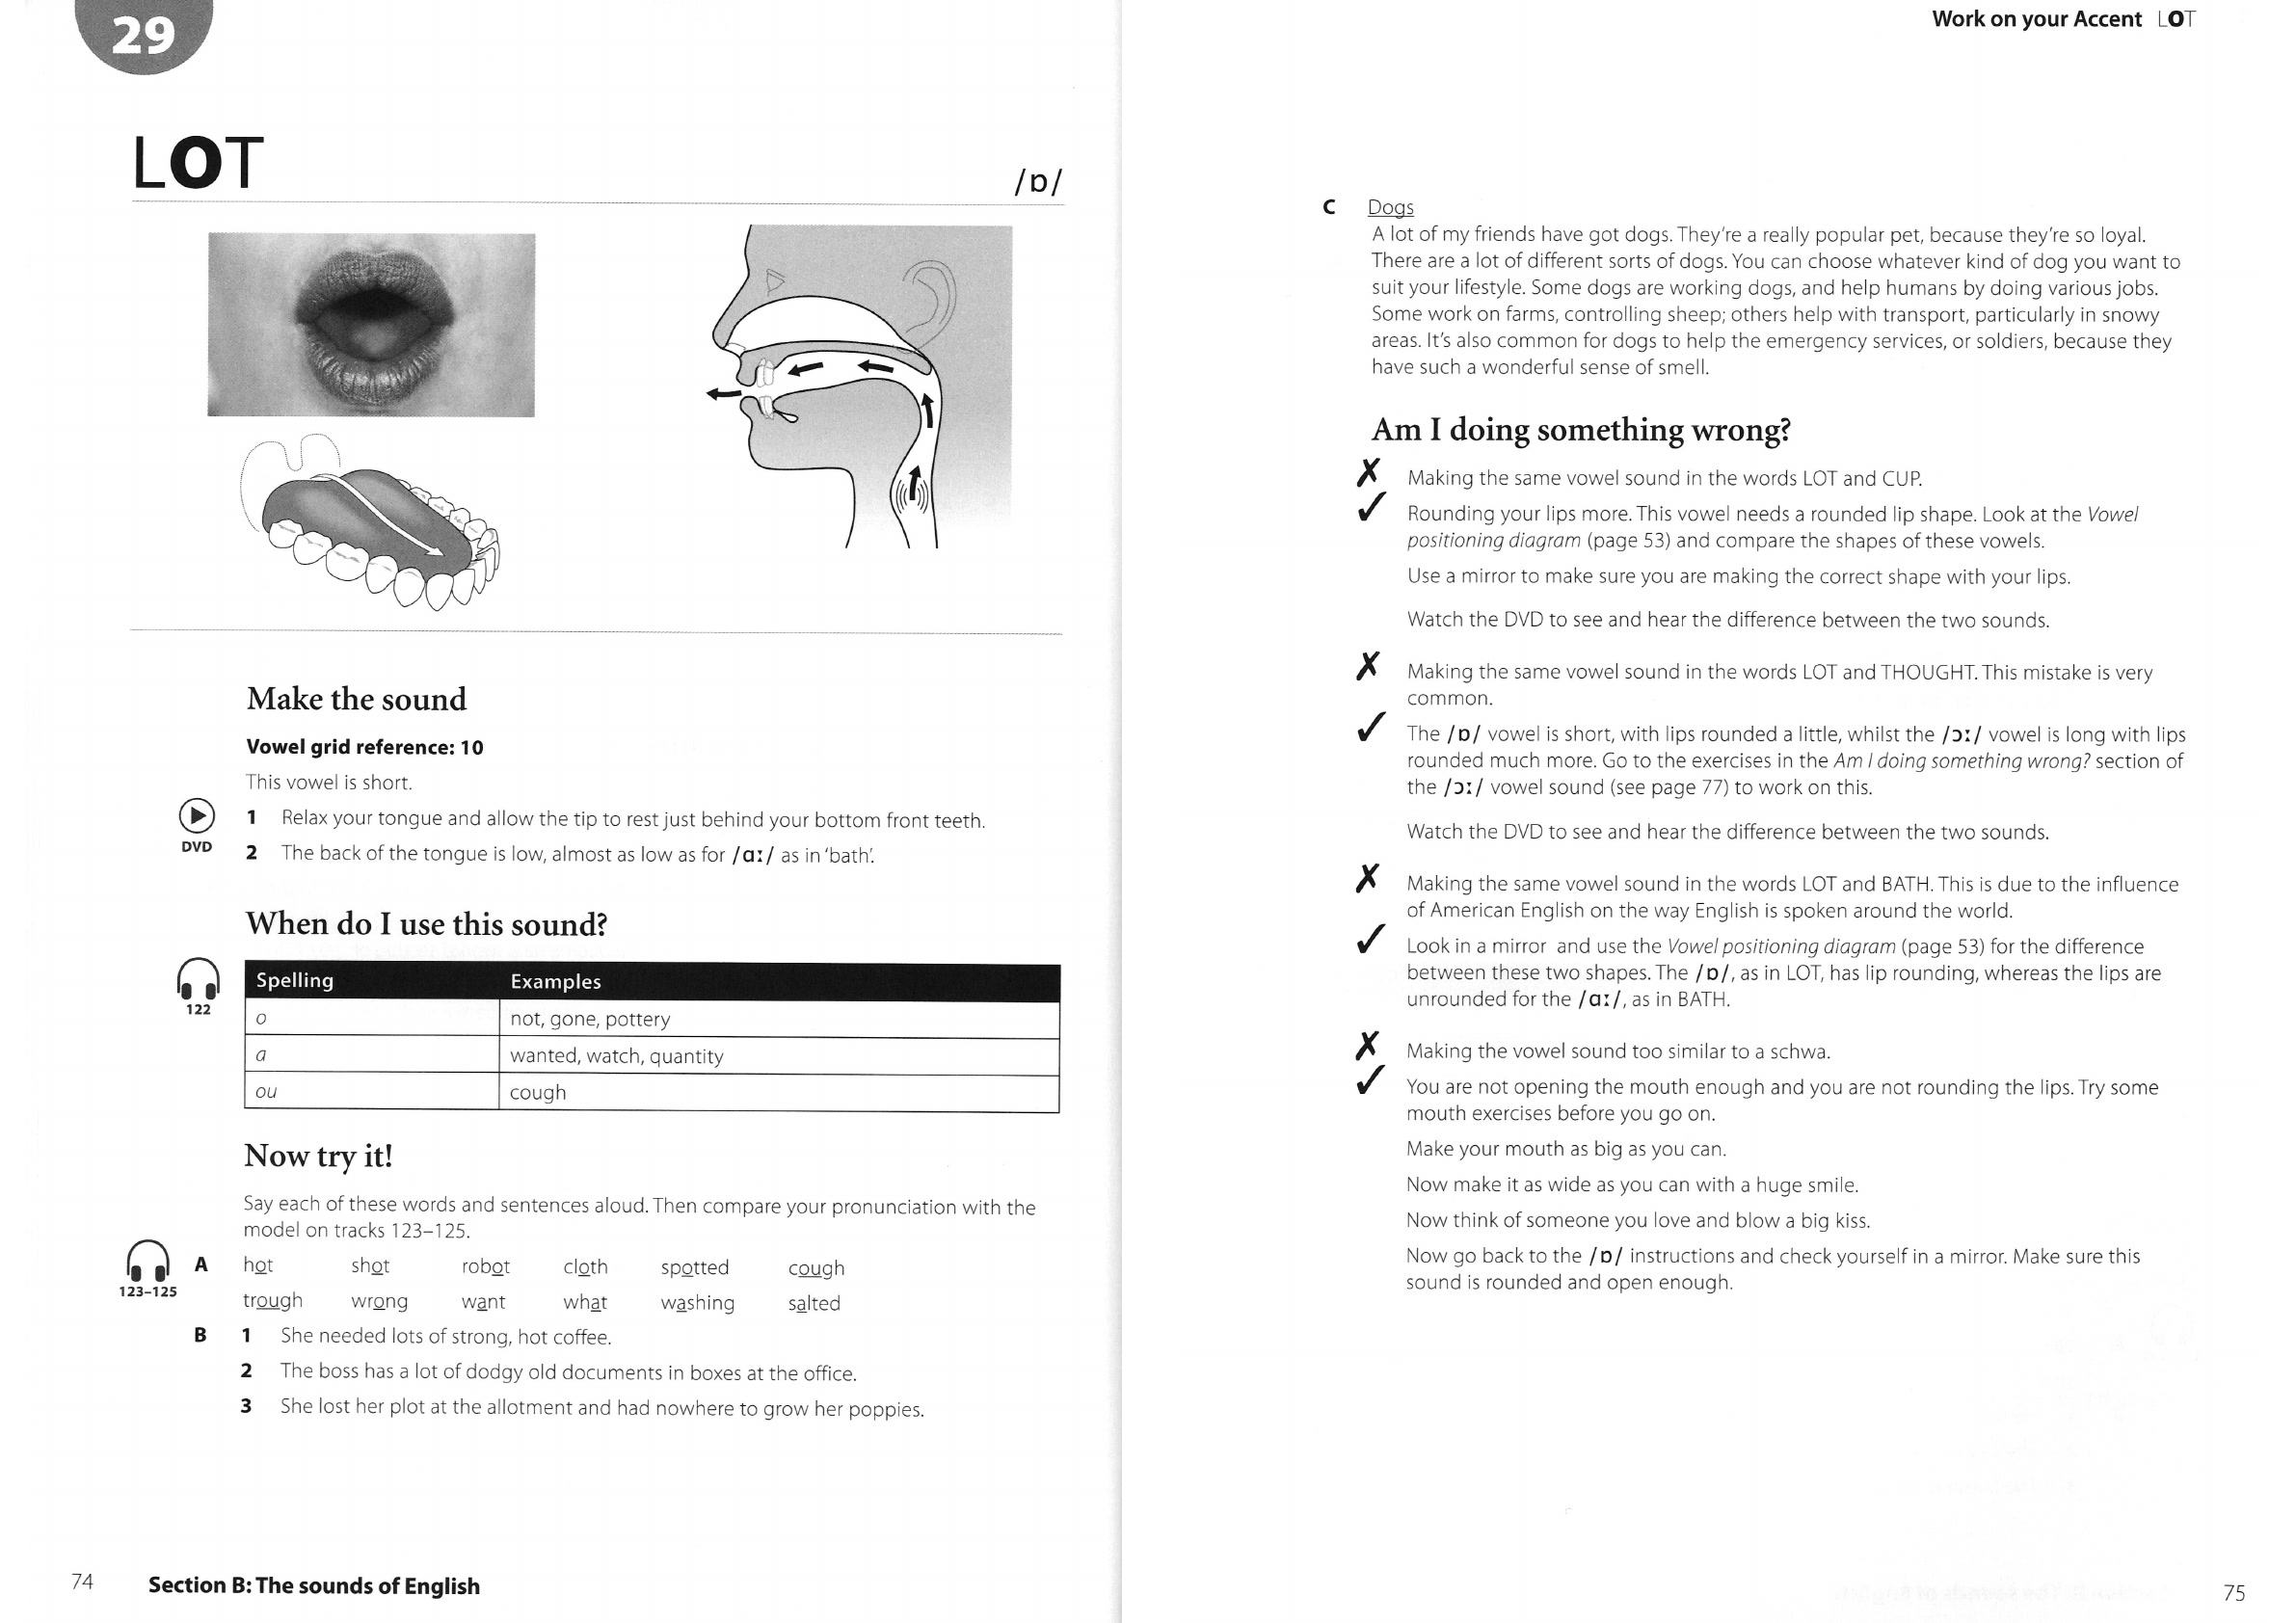 29
LOT
/ɒ/
Make the sound
Vowel grid reference: 10
This vowel is short.
DVD
1 Relax your tongue and allow the tip to rest just behind your bottom front teeth.
2 The back of the tongue is low, almost as low as for /ɑː/ as in ‘bath’.
When do I use this sound?
122
Spelling Examples
o not, gone, pottery
a wanted, watch, quantity
ou cough
Now try it!
Say each of these words and sentences aloud. Then compare your pronunciation with the
model on tracks 123–125.
123–125
A hot shot robot cloth spotted cough
trough wrong want what washing salted
B 1 She needed lots of strong, hot coffee.
2 The boss has a lot of dodgy old documents in boxes at the office.
3 She lost her plot at the allotment and had nowhere to grow her poppies.
74 Section B: The sounds of English
Work on your Accent LOT
C Dogs
A lot of my friends have got dogs. They’re a really popular pet, because they’re so loyal.
There are a lot of different sorts of dogs. You can choose whatever kind of dog you want to
suit your lifestyle. Some dogs are working dogs, and help humans by doing various jobs.
Some work on farms, controlling sheep; others help with transport, particularly in snowy
areas. It’s also common for dogs to help the emergency services, or soldiers, because they
have such a wonderful sense of smell.
Am I doing something wrong?
✗ Making the same vowel sound in the words LOT and CUP.
✓ Rounding your lips more. This vowel needs a rounded lip shape. Look at the Vowel
positioning diagram (page 53) and compare the shapes of these vowels.
Use a mirror to make sure you are making the correct shape with your lips.
Watch the DVD to see and hear the difference between the two sounds.
✗ Making the same vowel sound in the words LOT and THOUGHT. This mistake is very
common.
✓ The /ɒ/ vowel is short, with lips rounded a little, whilst the /ɔː/ vowel is long with lips
rounded much more. Go to the exercises in the Am I doing something wrong? section of
the /ɔː/ vowel sound (see page 77) to work on this.
Watch the DVD to see and hear the difference between the two sounds.
✗ Making the same vowel sound in the words LOT and BATH. This is due to the influence
of American English on the way English is spoken around the world.
✓ Look in a mirror and use the Vowel positioning diagram (page 53) for the difference
between these two shapes. The /ɒ/, as in LOT, has lip rounding, whereas the lips are
unrounded for the /ɑː/, as in BATH.
✗ Making the vowel sound too similar to a schwa.
✓ You are not opening the mouth enough and you are not rounding the lips. Try some
mouth exercises before you go on.
Make your mouth as big as you can.
Now make it as wide as you can with a huge smile.
Now think of someone you love and blow a big kiss.
Now go back to the /ɒ/ instructions and check yourself in a mirror. Make sure this
sound is rounded and open enough.
75